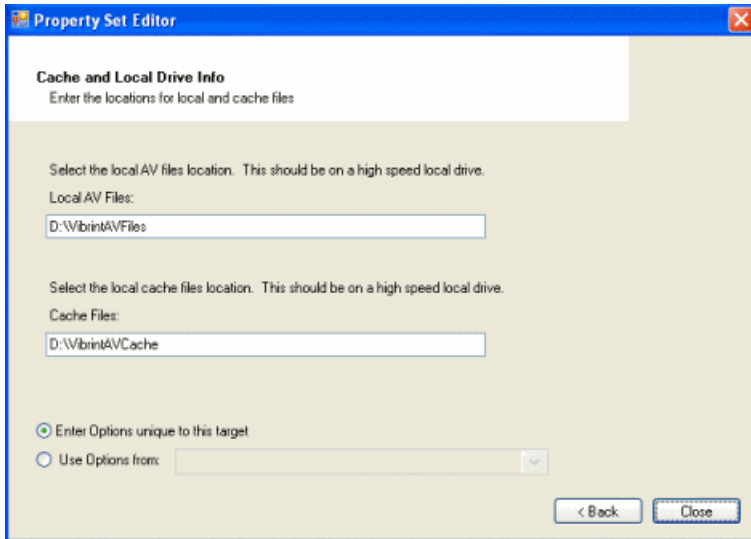 Property Set Editor
Cache and Local Drive Info
Enter the locations for local and cache files
Select the local AV files location. This should be on a high speed local drive.
Local AV Files:
D:\VibrintAVFiles
Select the local cache files location. This should be on a high speed local drive.
Cache Files:
D:\VibrintAVCache
Enter Options unique to this target
Use Options from:
< Back
Close